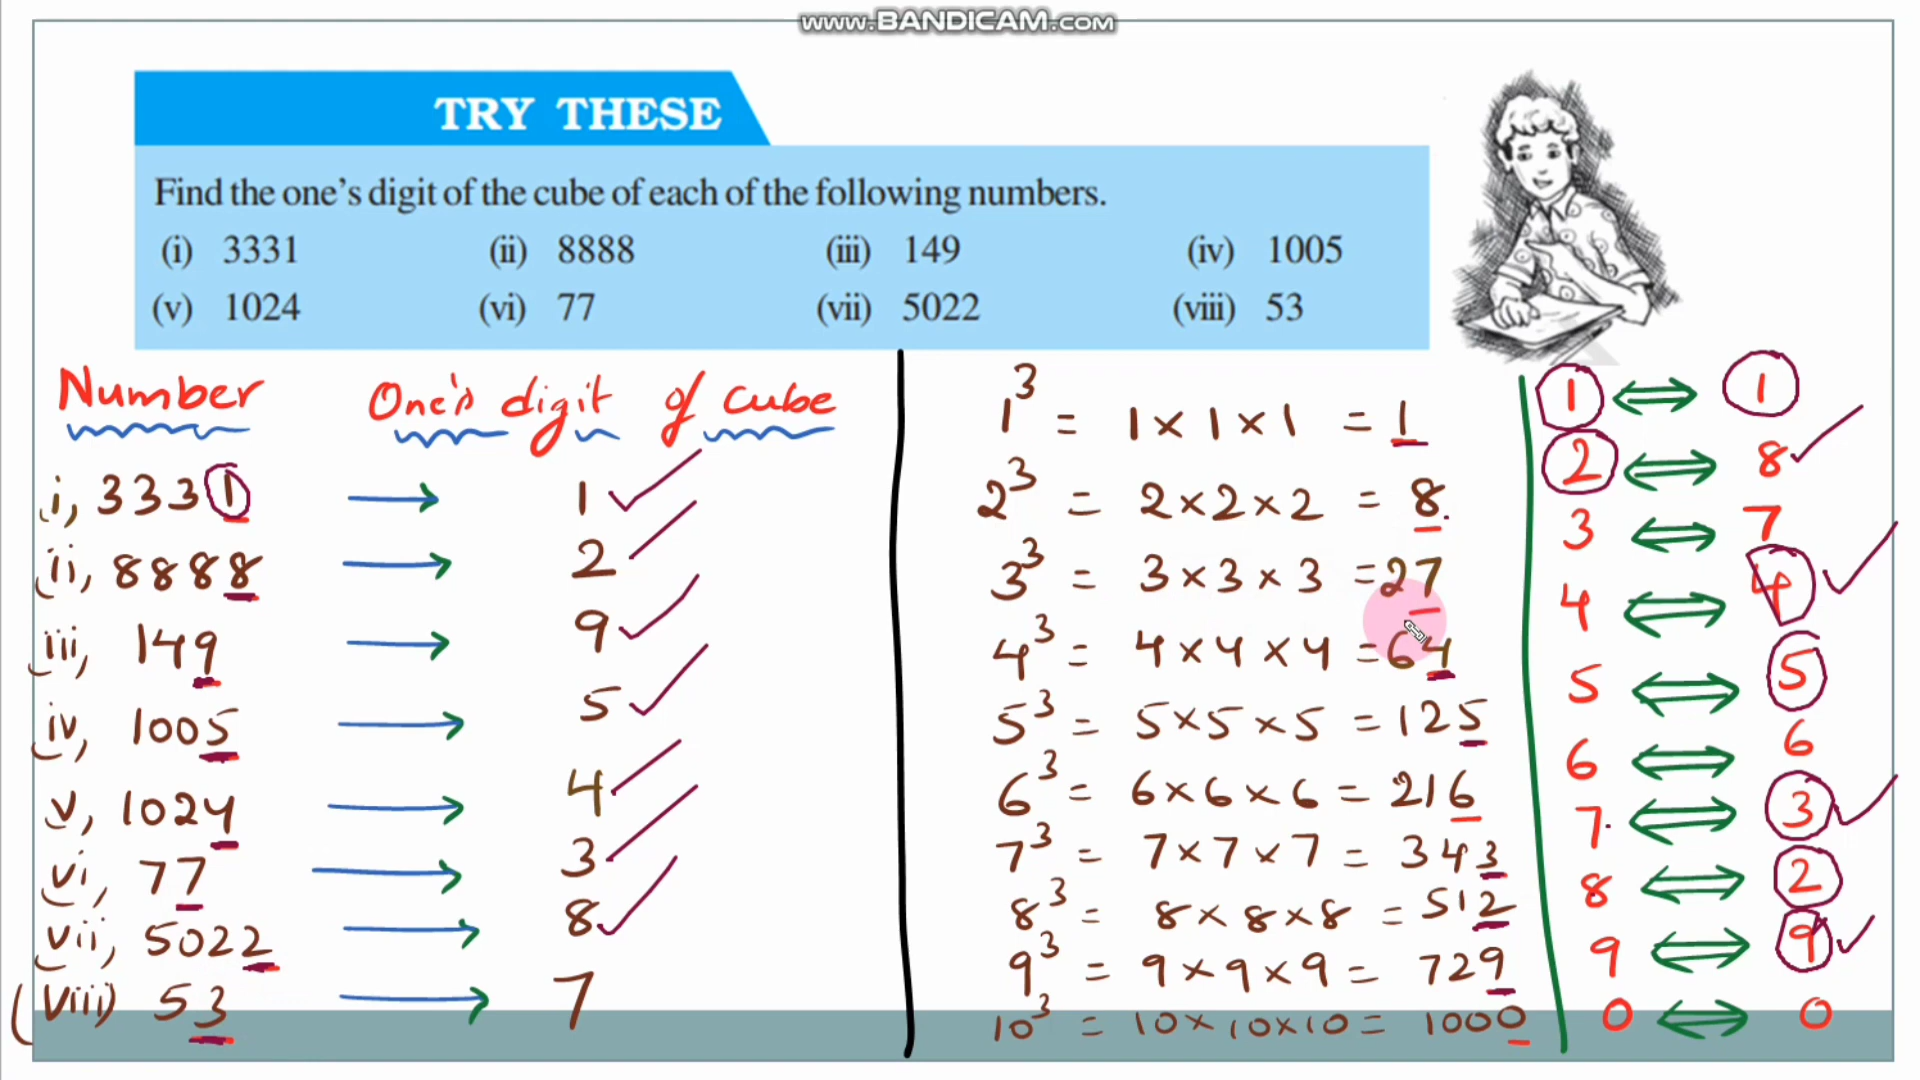 www.BANDICAM.com
TRY THESE
Find the one's digit of the cube of each of the following numbers.
(i) 3331 (ii) 8888 (iii) 149 (iv) 1005
(v) 1024 (vi) 77 (vii) 5022 (viii) 53
Number One's digit of cube
i, 3331 → 1
ii, 8888 → 2
iii, 149 → 9
iv, 1005 → 5
v, 1024 → 4
vi, 77 → 3
vii, 5022 → 8
(viii) 53 → 7
1³ = 1×1×1 = 1
2³ = 2×2×2 = 8.
3³ = 3×3×3 =27
4³ = 4×4×4 =64
5³ = 5×5×5 =125
6³ = 6×6×6 = 216
7³ = 7×7×7 = 343
8³ = 8×8×8 = 512
9³ = 9×9×9 = 729
10³ = 10×10×10 = 1000
1 ⟺ 1
2 ⟺ 8
3 ⟺ 7
4 ⟺ 4
5 ⟺ 5
6 ⟺ 6
7. ⟺ 3
8 ⟺ 2
9 ⟺ 9
0 ⟺ 0